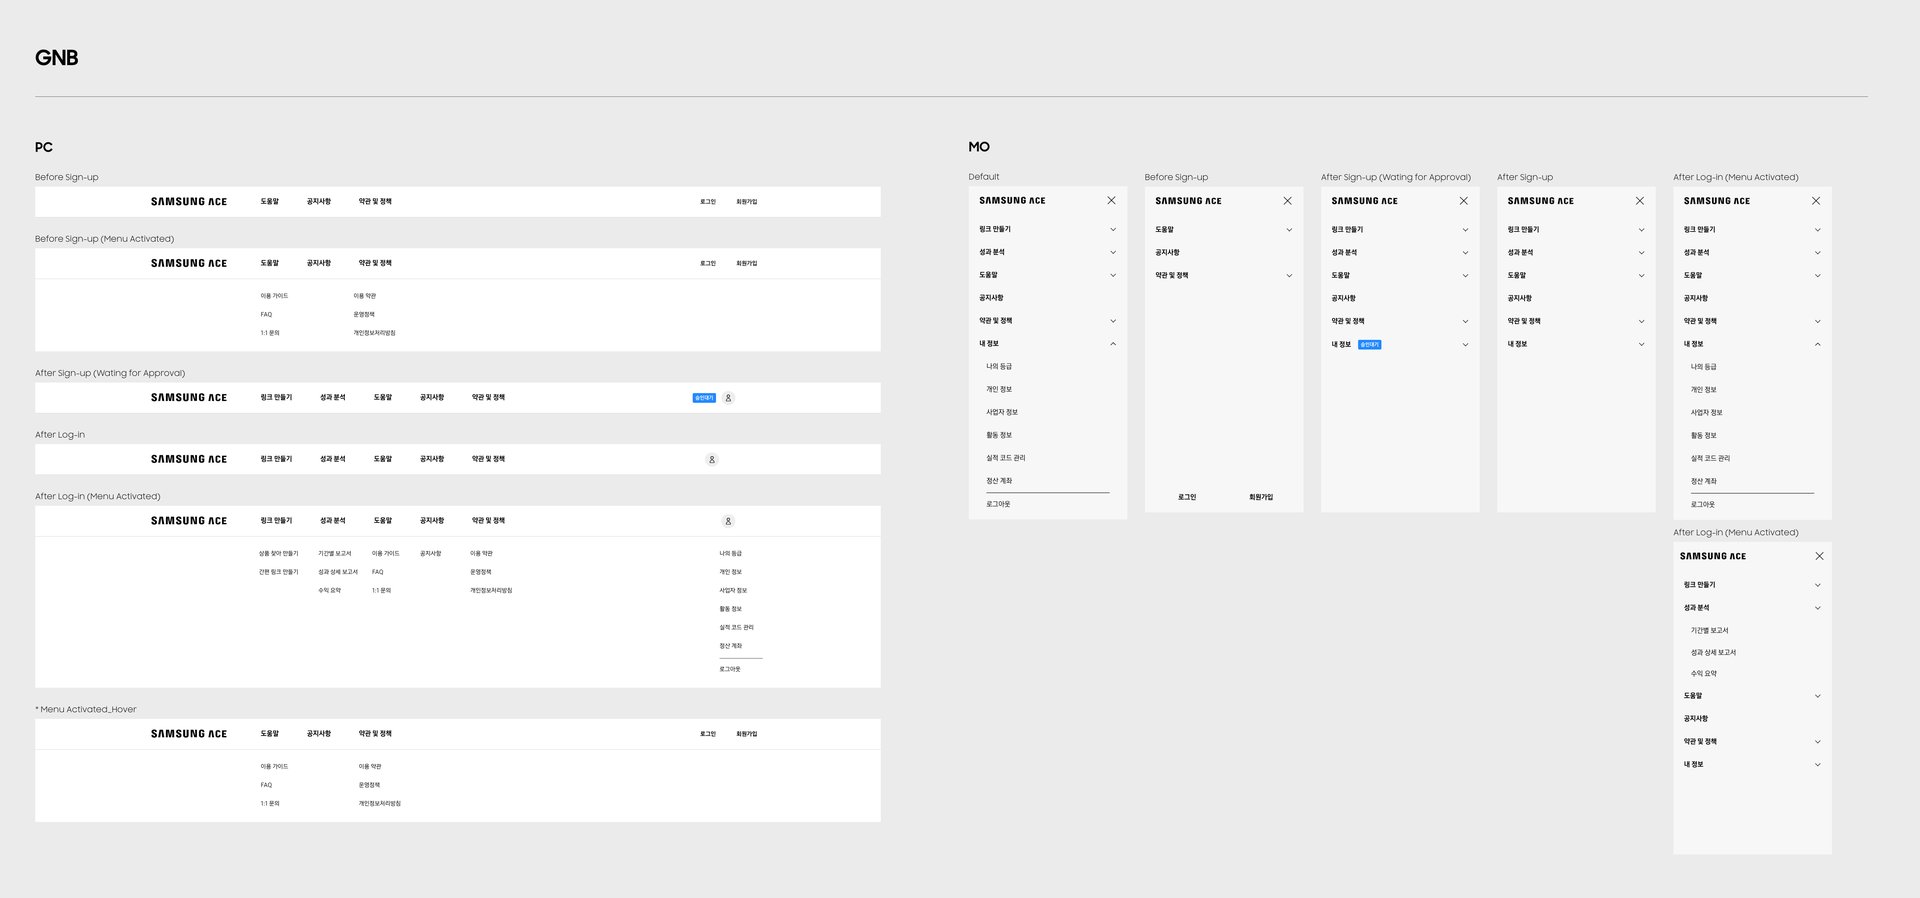 GNB
PC
Before Sign-up
SAMSUNG ACE 도움말 공지사항 약관 및 정책 로그인 회원가입
Before Sign-up (Menu Activated)
SAMSUNG ACE 도움말 공지사항 약관 및 정책 로그인 회원가입
이용 가이드 이용 약관
FAQ 운영정책
1:1 문의 개인정보처리방침
After Sign-up (Wating for Approval)
SAMSUNG ACE 링크 만들기 성과 분석 도움말 공지사항 약관 및 정책 승인대기
After Log-in
SAMSUNG ACE 링크 만들기 성과 분석 도움말 공지사항 약관 및 정책
After Log-in (Menu Activated)
SAMSUNG ACE 링크 만들기 성과 분석 도움말 공지사항 약관 및 정책
상품 찾아 만들기 기간별 보고서 이용 가이드 공지사항 이용 약관 나의 등급
간편 링크 만들기 성과 상세 보고서 FAQ 운영정책 개인 정보
수익 요약 1:1 문의 개인정보처리방침 사업자 정보
활동 정보
실적 코드 관리
정산 계좌
로그아웃
* Menu Activated_Hover
SAMSUNG ACE 도움말 공지사항 약관 및 정책 로그인 회원가입
이용 가이드 이용 약관
FAQ 운영정책
1:1 문의 개인정보처리방침
MO
Default
SAMSUNG ACE
링크 만들기
성과 분석
도움말
공지사항
약관 및 정책
내 정보
나의 등급
개인 정보
사업자 정보
활동 정보
실적 코드 관리
정산 계좌
로그아웃
Before Sign-up
SAMSUNG ACE
도움말
공지사항
약관 및 정책
로그인 회원가입
After Sign-up (Wating for Approval)
SAMSUNG ACE
링크 만들기
성과 분석
도움말
공지사항
약관 및 정책
내 정보 승인대기
After Sign-up
SAMSUNG ACE
링크 만들기
성과 분석
도움말
공지사항
약관 및 정책
내 정보
After Log-in (Menu Activated)
SAMSUNG ACE
링크 만들기
성과 분석
도움말
공지사항
약관 및 정책
내 정보
나의 등급
개인 정보
사업자 정보
활동 정보
실적 코드 관리
정산 계좌
로그아웃
After Log-in (Menu Activated)
SAMSUNG ACE
링크 만들기
성과 분석
기간별 보고서
성과 상세 보고서
수익 요약
도움말
공지사항
약관 및 정책
내 정보